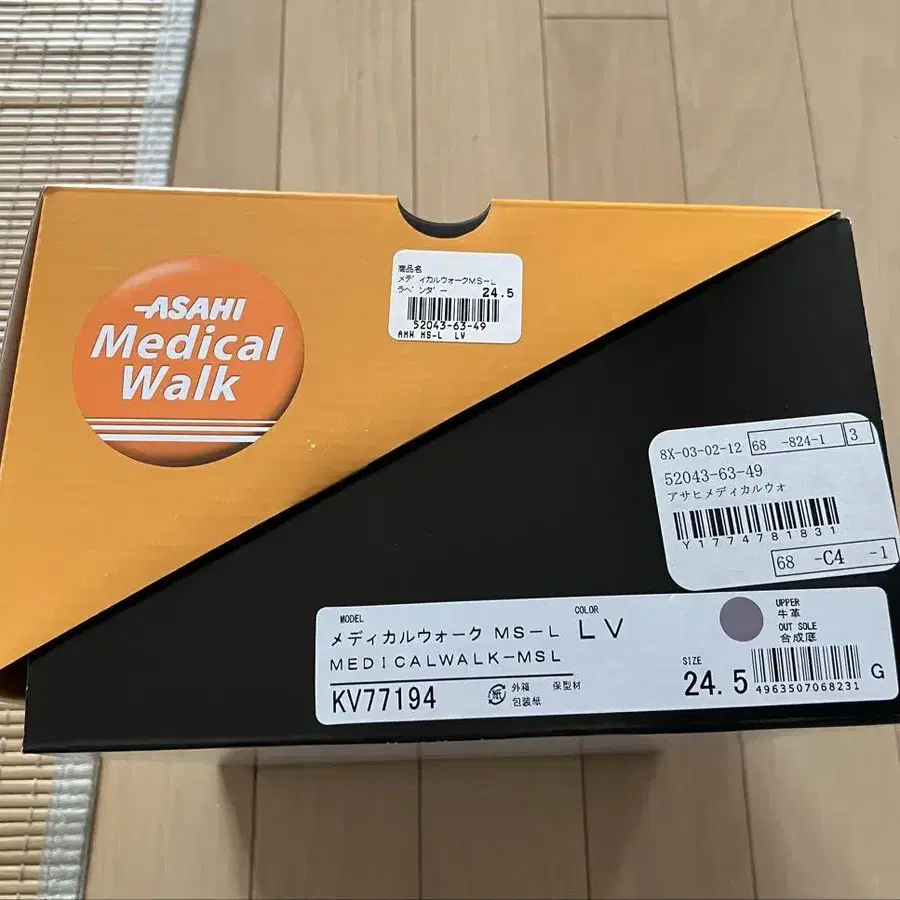 ASAHI
Medical
Walk
商品名
メディカルウォークMS-L
ラベンダー 24.5
52043-63-49
AMW MS-L LV
8X-03-02-12 68 -824-1 3
52043-63-49
アサヒメディカルウォ
Y1774781831
68 -C4 -1
MODEL
メディカルウォーク MS-L
MEDICALWALK-MSL
KV77194
COLOR
LV
紙 外箱 保型材
包装紙
UPPER
牛革
OUT SOLE
合成底
SIZE
24.5
4963507068231 G